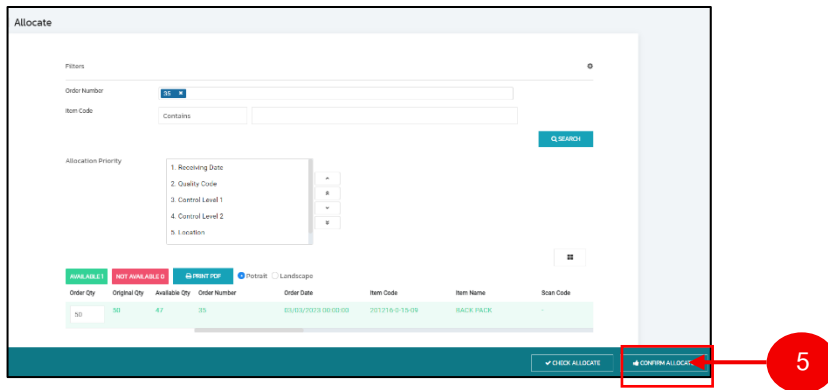 Allocate
Filters
Order Number
35 ×
Item Code
Contains
SEARCH
Allocation Priority
1. Receiving Date
2. Quality Code
3. Control Level 1
4. Control Level 2
5. Location
AVAILABLE 1 NOT AVAILABLE 0 PRINT PDF Potrait Landscape
Order Qty Original Qty Available Qty Order Number Order Date Item Code Item Name Scan Code
50 50 47 35 03/03/2023 00:00:00 201216-0-15-09 BACK PACK -
CHECK ALLOCATE CONFIRM ALLOCATE
5